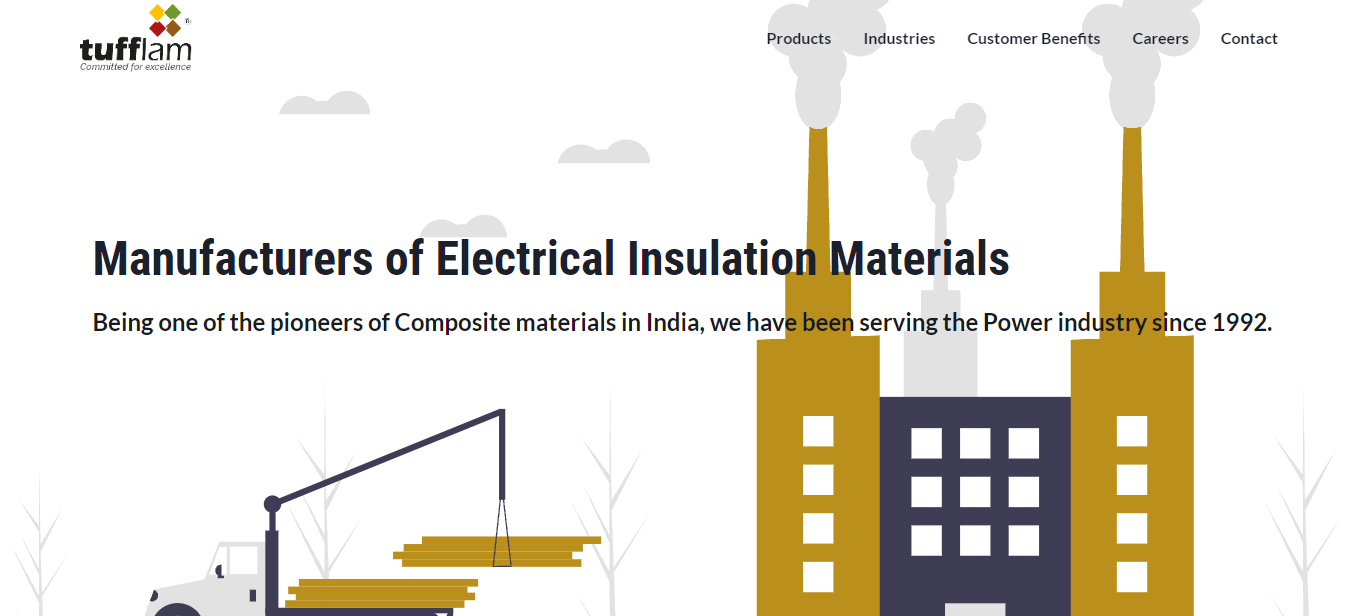 tufflam
Committed for excellence
Products Industries Customer Benefits Careers Contact
Manufacturers of Electrical Insulation Materials
Being one of the pioneers of Composite materials in India, we have been serving the Power industry since 1992.